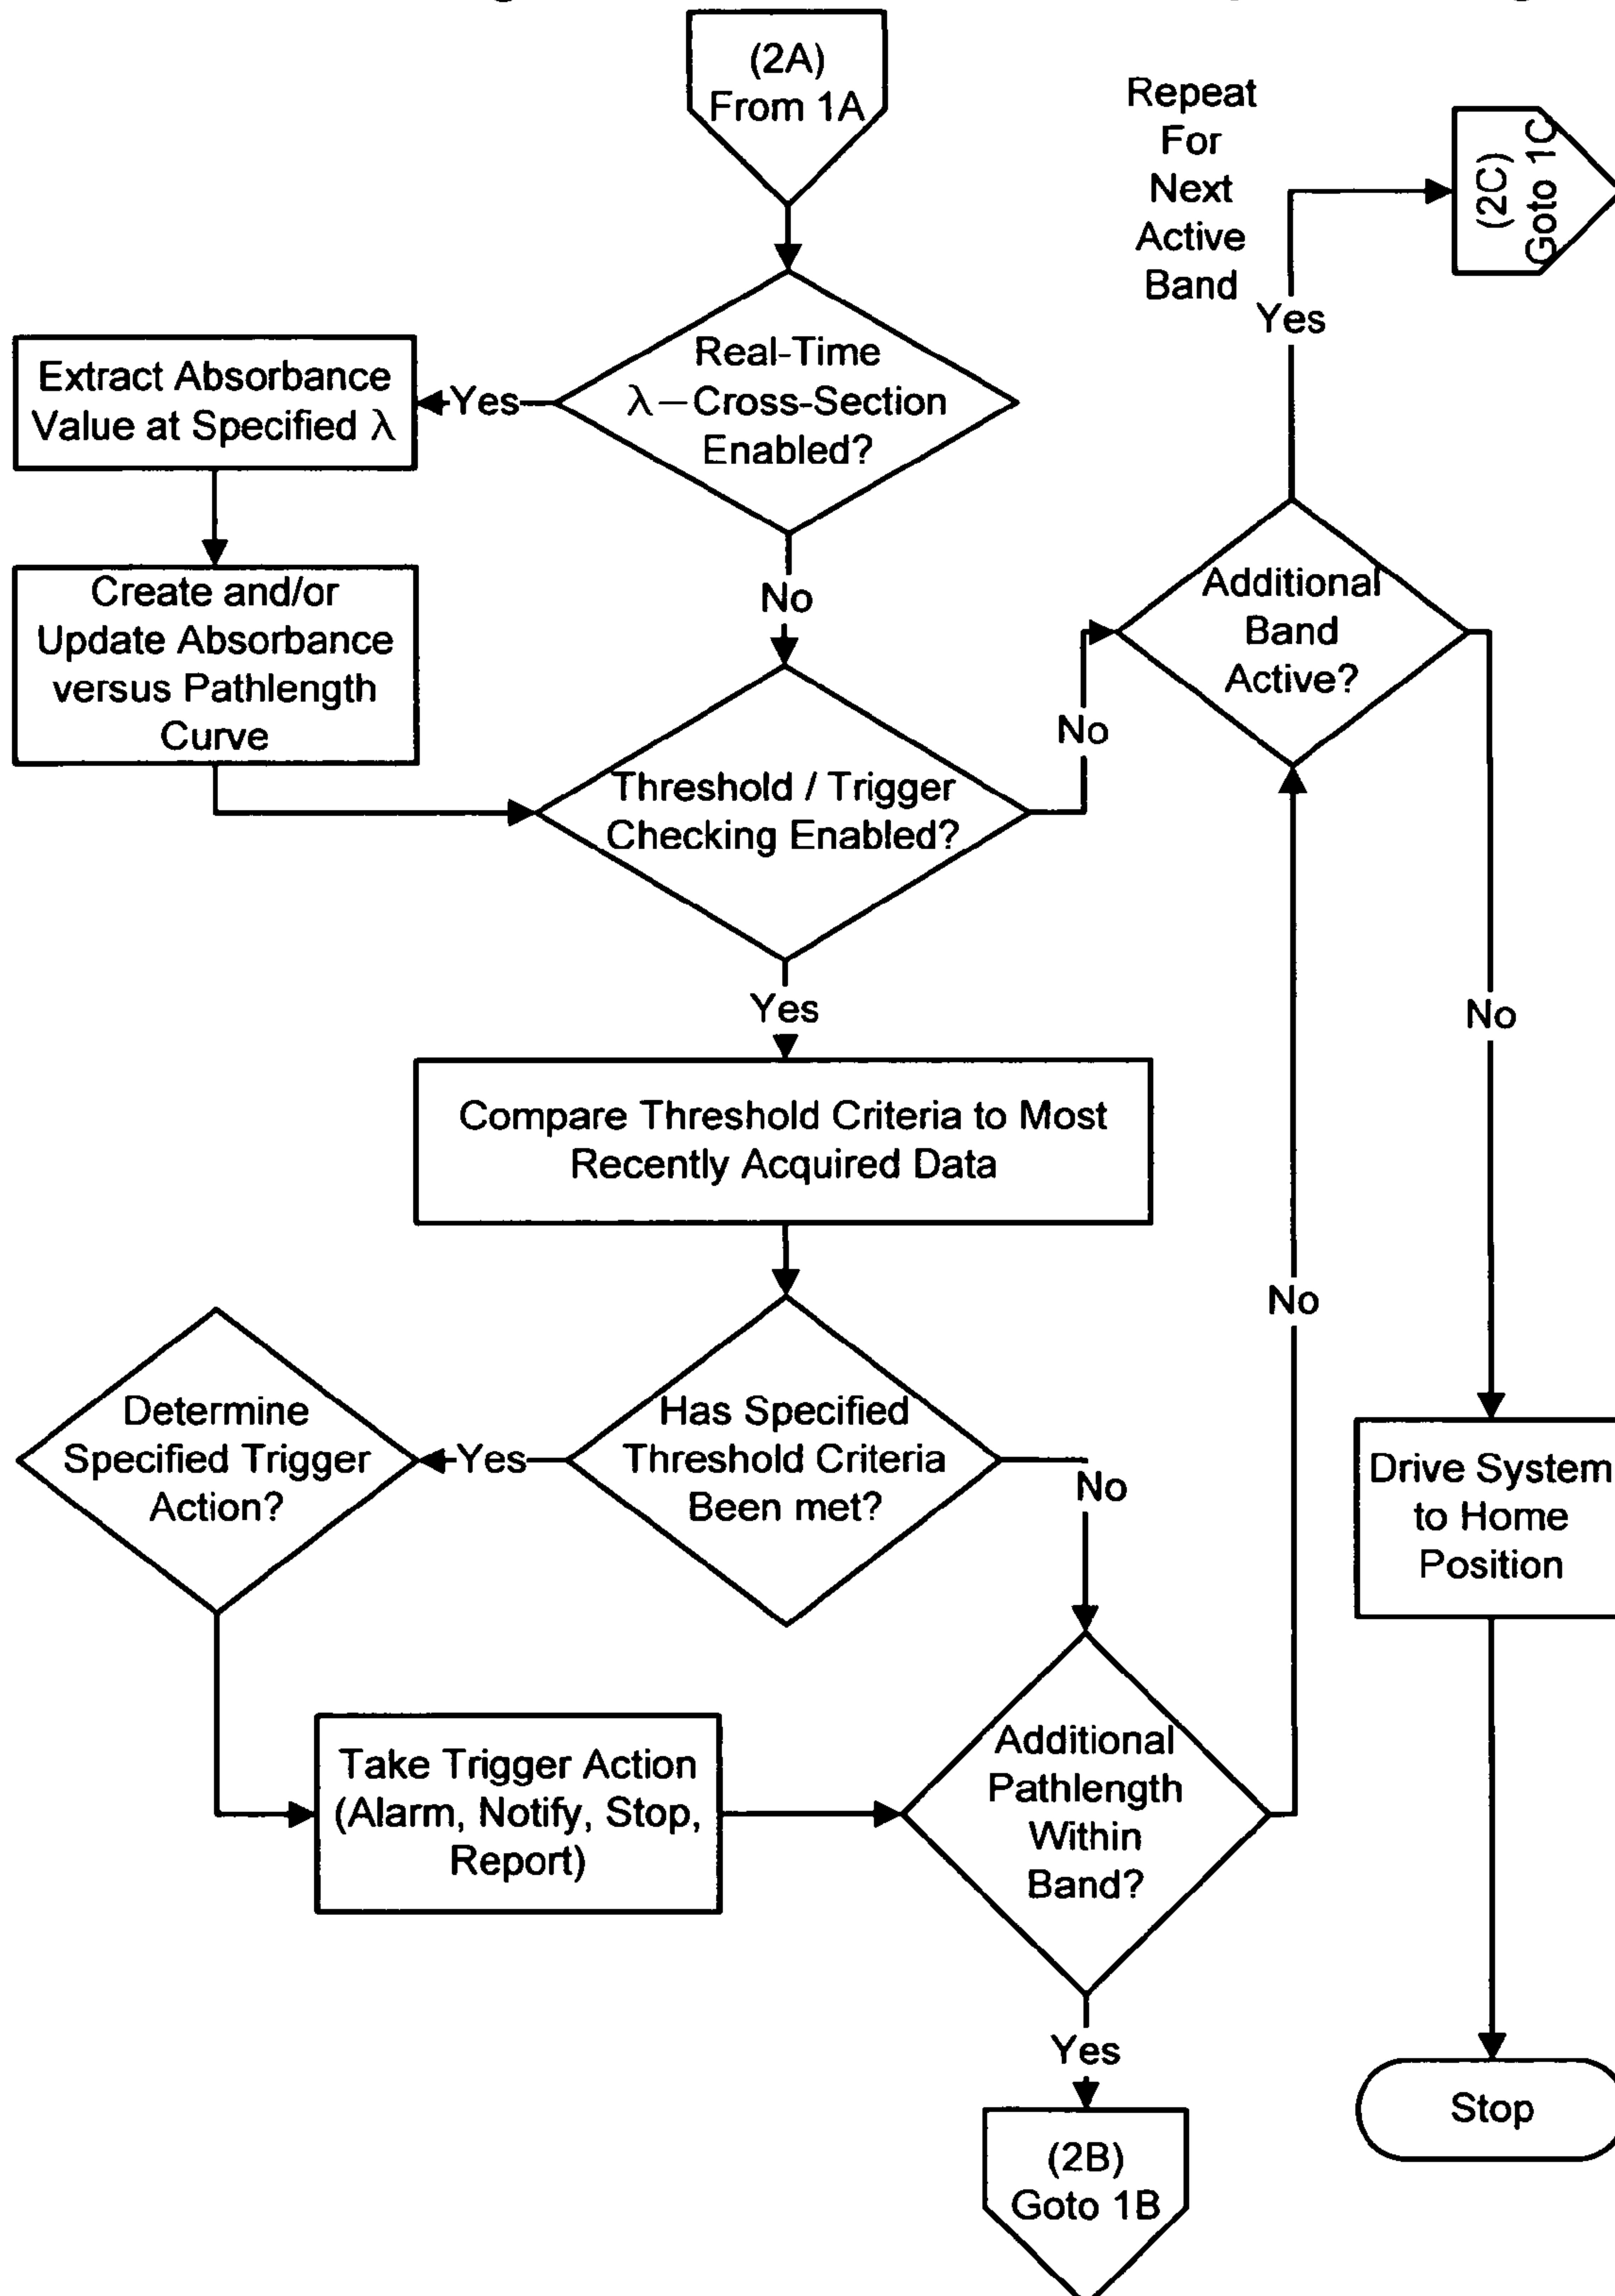 (2A)
From 1A
Repeat
For
Next
Active
Band
(2C)
Goto 1C
Yes
Real-Time
λ–Cross-Section
Enabled?
Yes
Extract Absorbance
Value at Specified λ
Create and/or
Update Absorbance
versus Pathlength
Curve
No
Additional
Band
Active?
No
Threshold / Trigger
Checking Enabled?
Yes
No
Compare Threshold Criteria to Most
Recently Acquired Data
No
Determine
Specified Trigger
Action?
Yes
Has Specified
Threshold Criteria
Been met?
No
Drive System
to Home
Position
Take Trigger Action
(Alarm, Notify, Stop,
Report)
Additional
Pathlength
Within
Band?
Yes
Stop
(2B)
Goto 1B